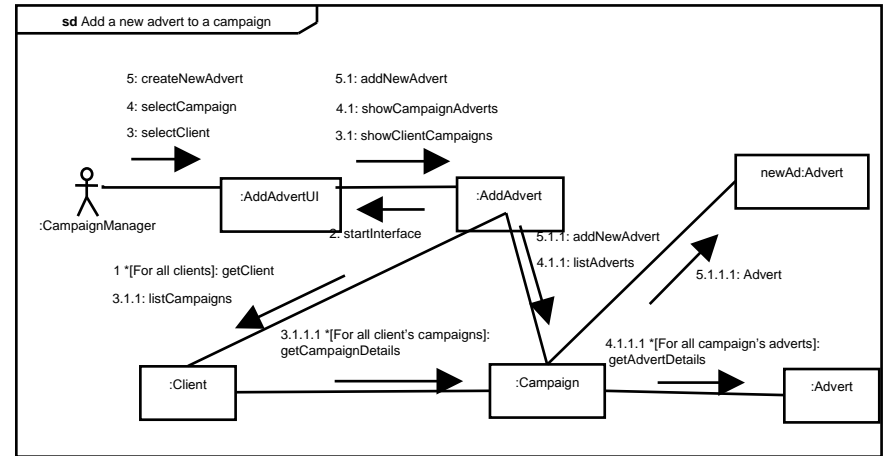 sd Add a new advert to a campaign
5: createNewAdvert
4: selectCampaign
3: selectClient
5.1: addNewAdvert
4.1: showCampaignAdverts
3.1: showClientCampaigns
:CampaignManager
:AddAdvertUI
:AddAdvert
newAd:Advert
2: startInterface
5.1.1: addNewAdvert
4.1.1: listAdverts
5.1.1.1: Advert
1 *[For all clients]: getClient
3.1.1: listCampaigns
3.1.1.1 *[For all client’s campaigns]:
getCampaignDetails
4.1.1.1 *[For all campaign’s adverts]:
getAdvertDetails
:Client
:Campaign
:Advert